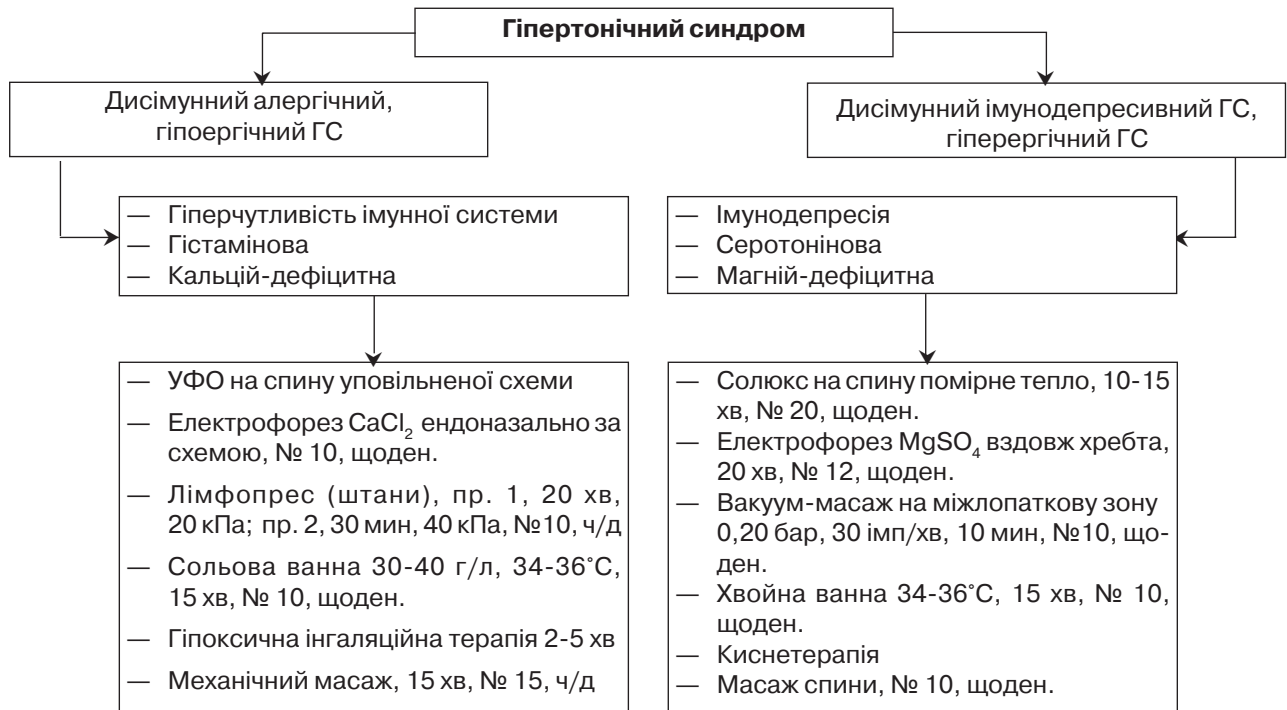 Гіпертонічний синдром
Дисімунний алергічний,
гіпоергічний ГС
Дисімунний імунодепресивний ГС,
гіперергічний ГС
— Гіперчутливість імунної системи
— Гістамінова
— Кальцій-дефіцитна
— Імунодепресія
— Серотонінова
— Магній-дефіцитна
— УФО на спину уповільненої схеми
— Електрофорез CaCl₂ ендоназально за
схемою, № 10, щоден.
— Лімфопрес (штани), пр. 1, 20 хв,
20 кПа; пр. 2, 30 мин, 40 кПа, №10, ч/д
— Сольова ванна 30-40 г/л, 34-36°С,
15 хв, № 10, щоден.
— Гіпоксична інгаляційна терапія 2-5 хв
— Механічний масаж, 15 хв, № 15, ч/д
— Солюкс на спину помірне тепло, 10-15
хв, № 20, щоден.
— Електрофорез MgSO₄ вздовж хребта,
20 хв, № 12, щоден.
— Вакуум-масаж на міжлопаткову зону
0,20 бар, 30 імп/хв, 10 мин, №10, що-
ден.
— Хвойна ванна 34-36°С, 15 хв, № 10,
щоден.
— Киснетерапія
— Масаж спини, № 10, щоден.